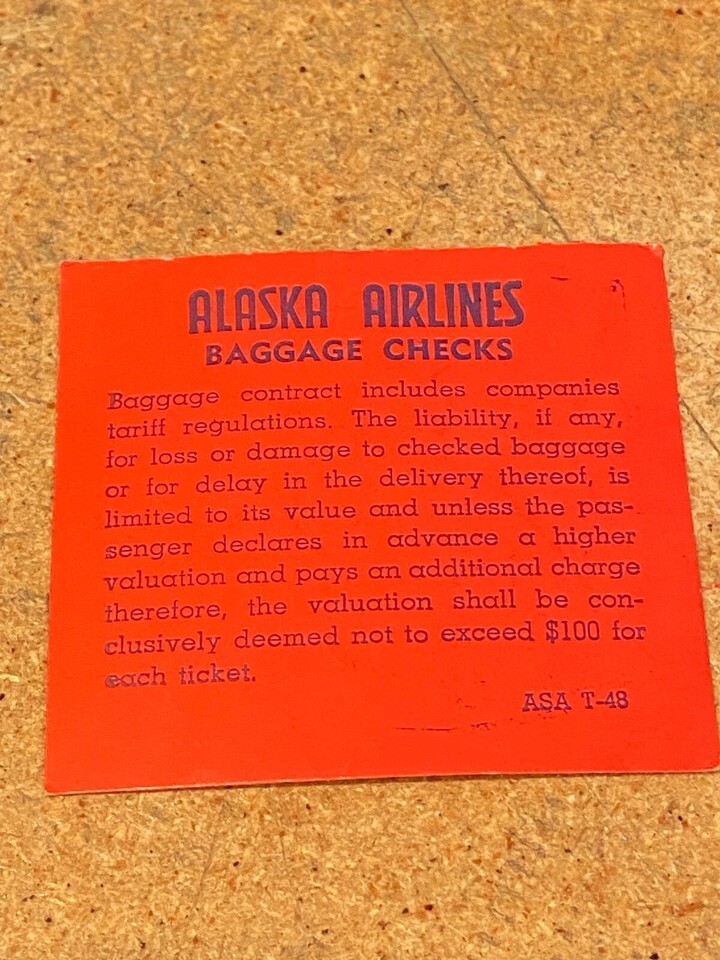 ALASKA AIRLINES
BAGGAGE CHECKS
Baggage contract includes companies
tariff regulations. The liability, if any,
for loss or damage to checked baggage
or for delay in the delivery thereof, is
limited to its value and unless the pas-
senger declares in advance a higher
valuation and pays an additional charge
therefore, the valuation shall be con-
clusively deemed not to exceed $100 for
each ticket.
ASA T-48